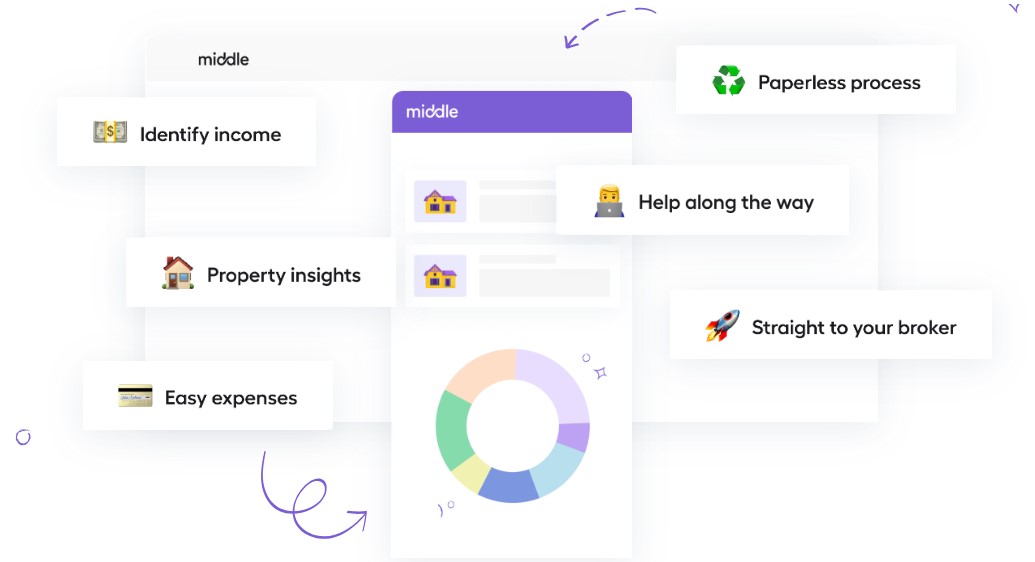 middle
Paperless process
middle
Identify income
Help along the way
Property insights
Straight to your broker
Easy expenses